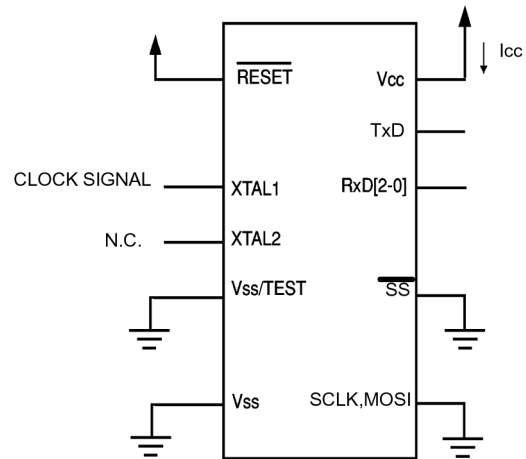 Icc
RESET
Vcc
TxD
CLOCK SIGNAL
XTAL1
RxD[2-0]
N.C.
XTAL2
Vss/TEST
SS
Vss
SCLK,MOSI